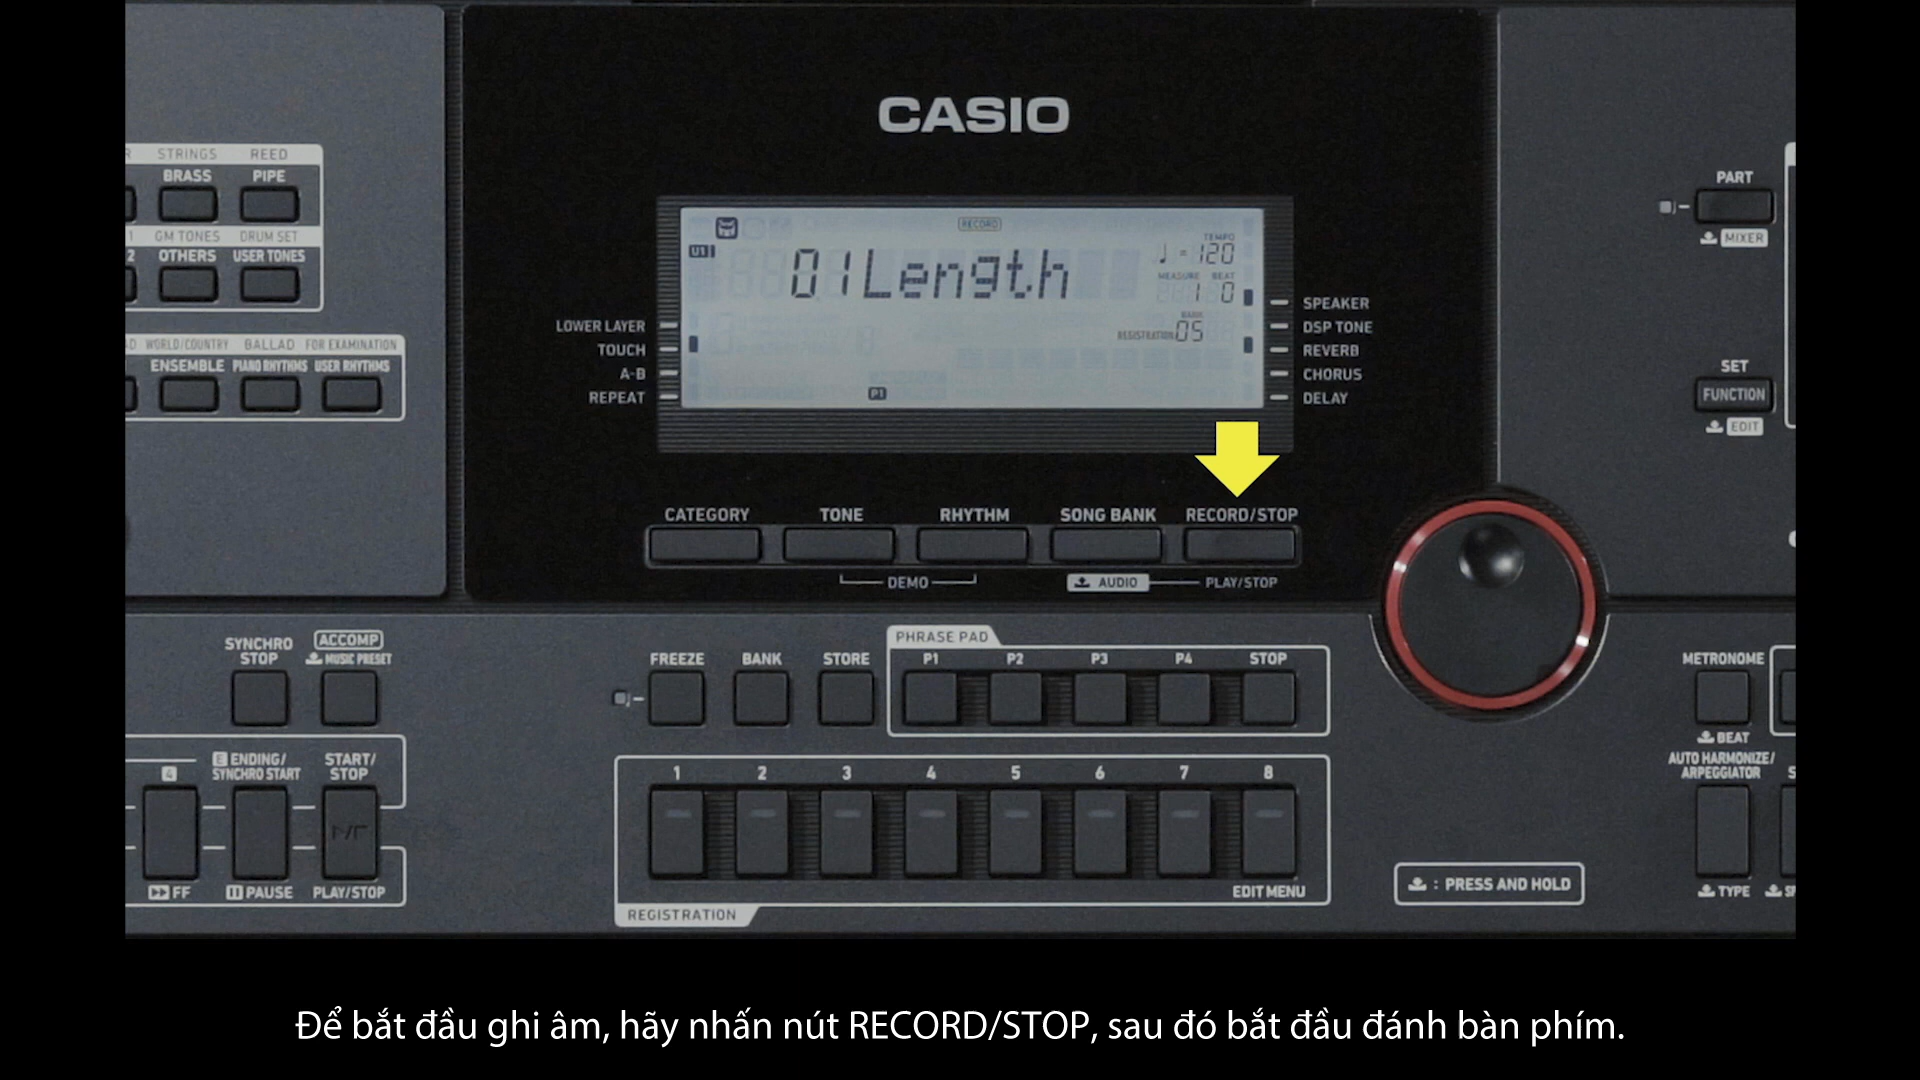 CASIO
STRINGS REED
BRASS PIPE
GM TONES DRUM SET
2 OTHERS USER TONES
WORLD/COUNTRY BALLAD FOR EXAMINATION
ENSEMBLE PIANO RHYTHMS USER RHYTHMS
RECORD
U1
01Length
TEMPO
♩ = 120
MEASURE BEAT
1 0
BANK
REGISTRATION 05
P1
LOWER LAYER
TOUCH
A-B
REPEAT
SPEAKER
DSP TONE
REVERB
CHORUS
DELAY
PART
MIXER
SET
FUNCTION
EDIT
CATEGORY TONE RHYTHM SONG BANK RECORD/STOP
DEMO AUDIO PLAY/STOP
SYNCHRO STOP
ACCOMP
MUSIC PRESET
FREEZE BANK STORE
PHRASE PAD
P1 P2 P3 P4 STOP
METRONOME
BEAT
4
E ENDING/
SYNCHRO START
START/
STOP
FF PAUSE PLAY/STOP
1 2 3 4 5 6 7 8
EDIT MENU
REGISTRATION
AUTO HARMONIZE/
ARPEGGIATOR
TYPE
: PRESS AND HOLD
Để bắt đầu ghi âm, hãy nhấn nút RECORD/STOP, sau đó bắt đầu đánh bàn phím.